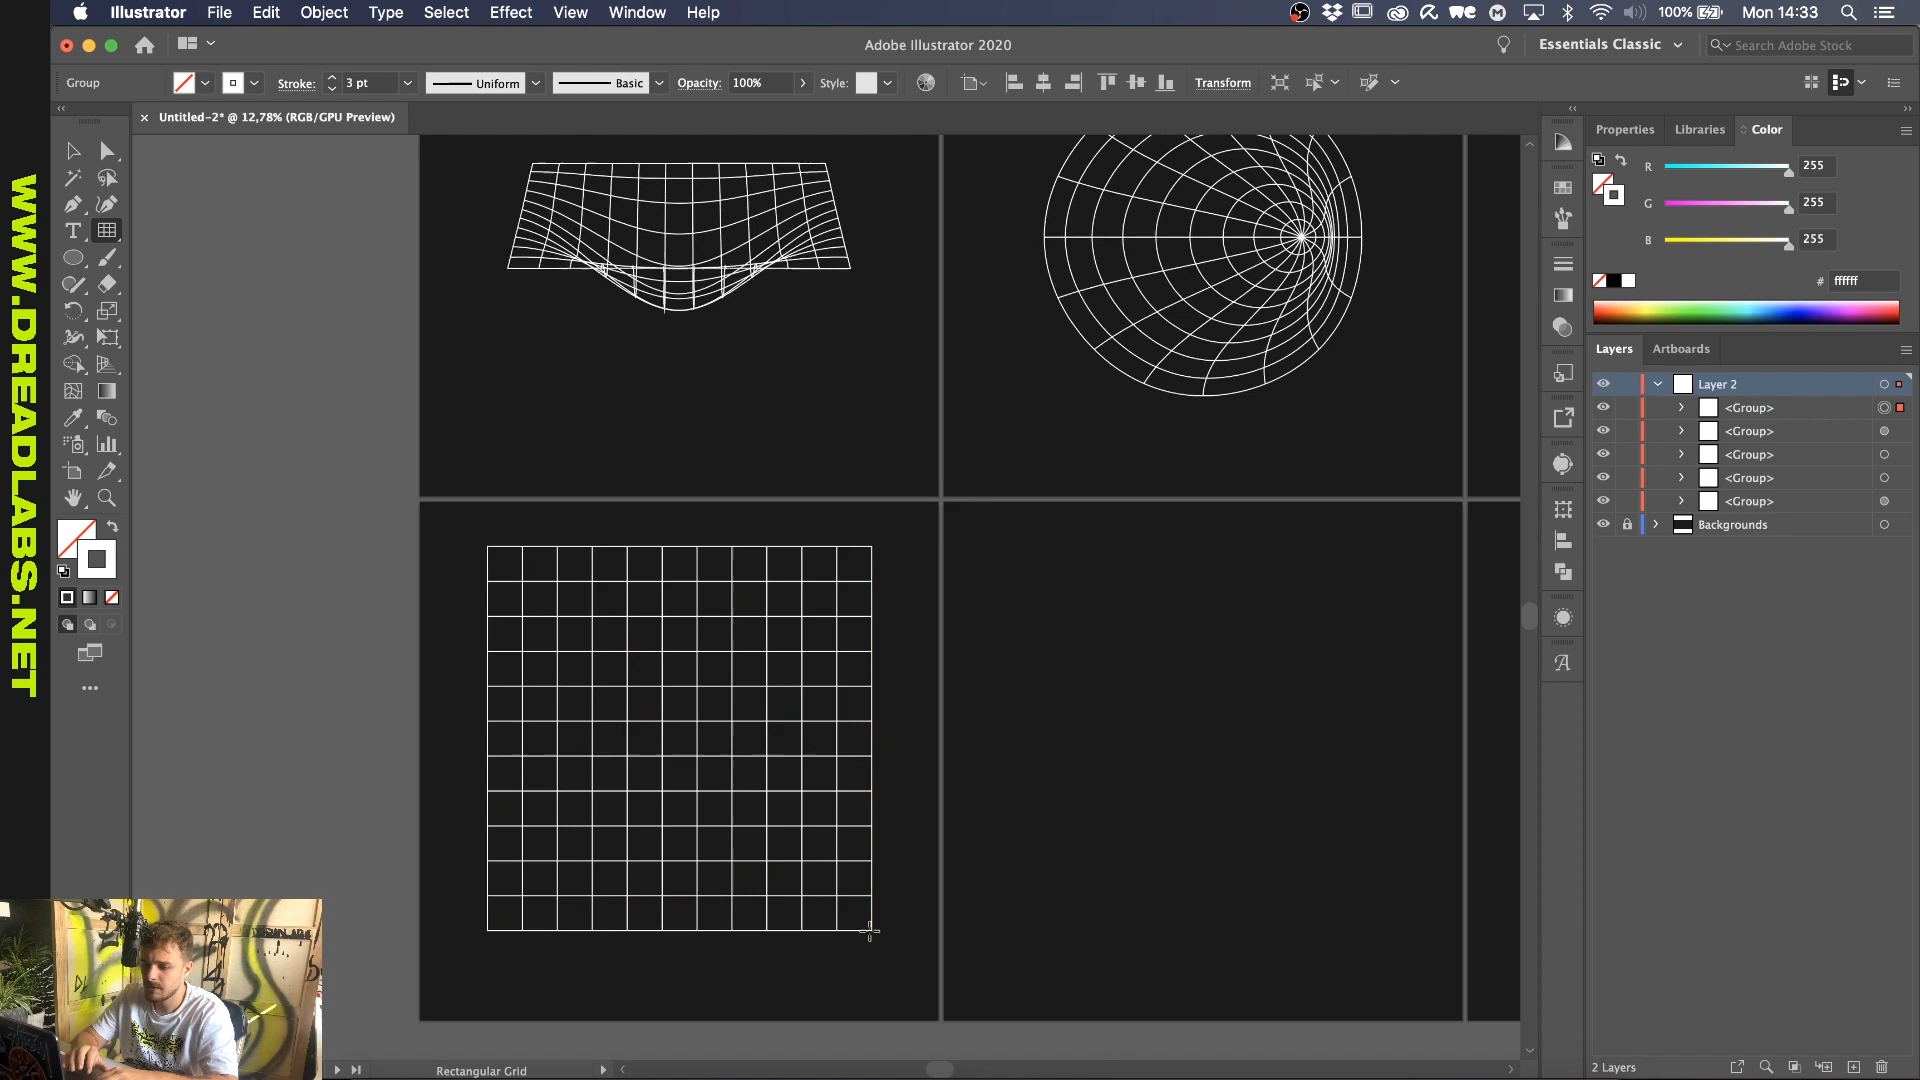 Illustrator File Edit Object Type Select Effect View Window Help
100% Mon 14:33
Adobe Illustrator 2020
Essentials Classic
Search Adobe Stock
Group
Stroke: 3 pt
Uniform
Basic
Opacity: 100%
Style:
Transform
× Untitled-2* @ 12,78% (RGB/GPU Preview)
Properties Libraries Color
R 255
G 255
B 255
# ffffff
Layers Artboards
Layer 2
<Group>
<Group>
<Group>
<Group>
<Group>
Backgrounds
2 Layers
Rectangular Grid
WWW.DREADLABS.NET